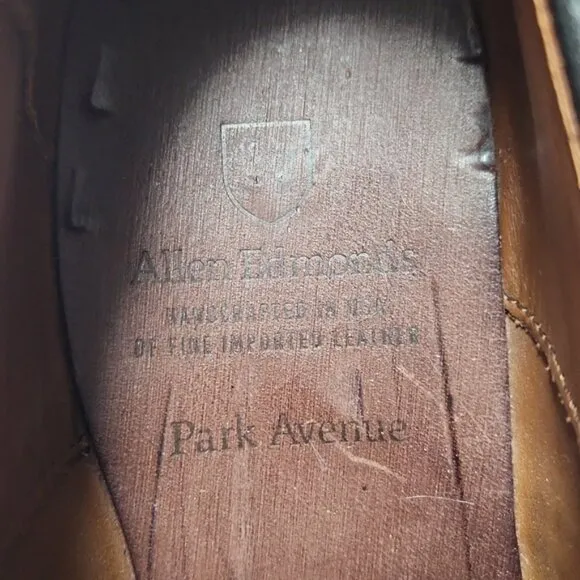 Allen Edmonds
HANDCRAFTED IN USA
OF FINE IMPORTED LEATHER
Park Avenue